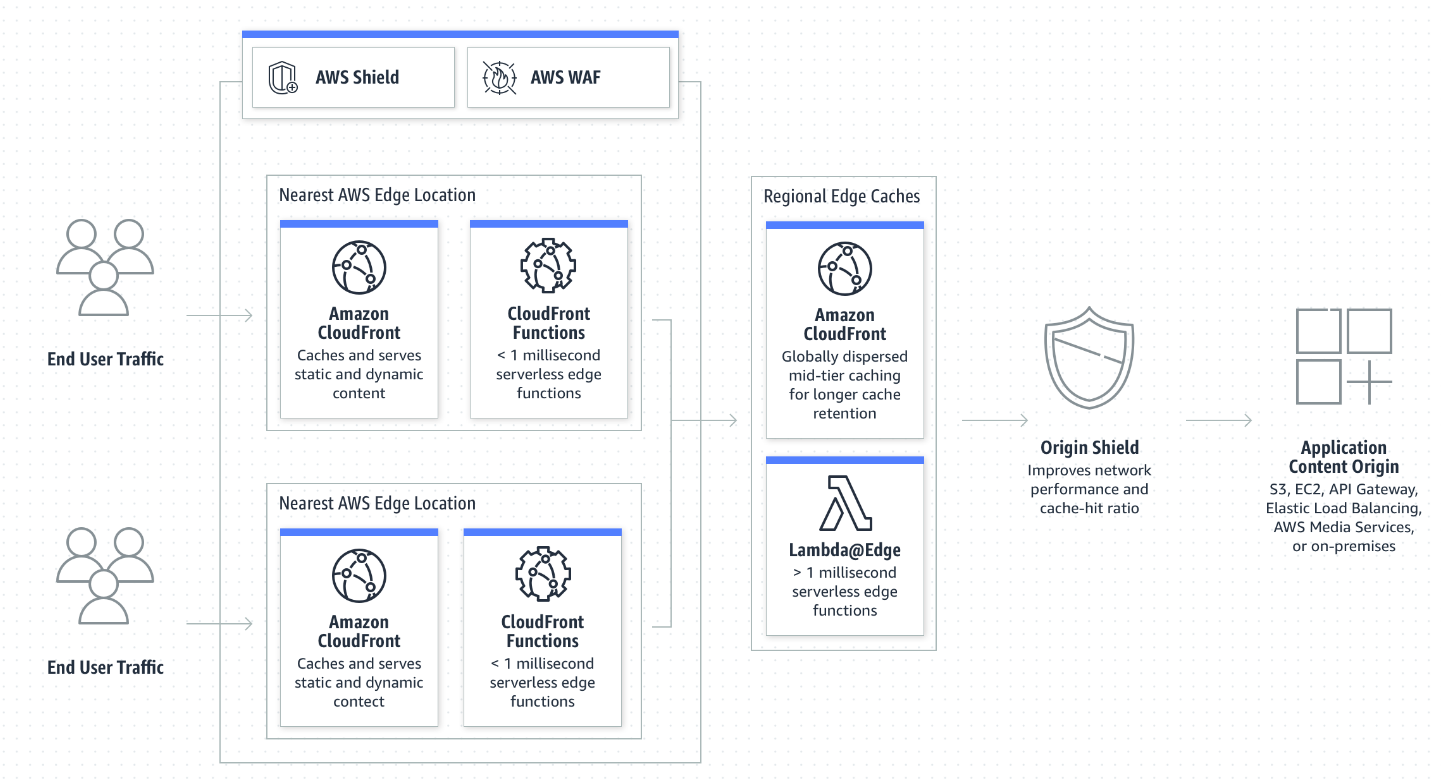 AWS Shield
AWS WAF
Nearest AWS Edge Location
Amazon
CloudFront
Caches and serves
static and dynamic
content
CloudFront
Functions
< 1 millisecond
serverless edge
functions
End User Traffic
Nearest AWS Edge Location
Amazon
CloudFront
Caches and serves
static and dynamic
contect
CloudFront
Functions
< 1 millisecond
serverless edge
functions
End User Traffic
Regional Edge Caches
Amazon
CloudFront
Globally dispersed
mid-tier caching
for longer cache
retention
Lambda@Edge
> 1 millisecond
serverless edge
functions
Origin Shield
Improves network
performance and
cache-hit ratio
Application
Content Origin
S3, EC2, API Gateway,
Elastic Load Balancing,
AWS Media Services,
or on-premises